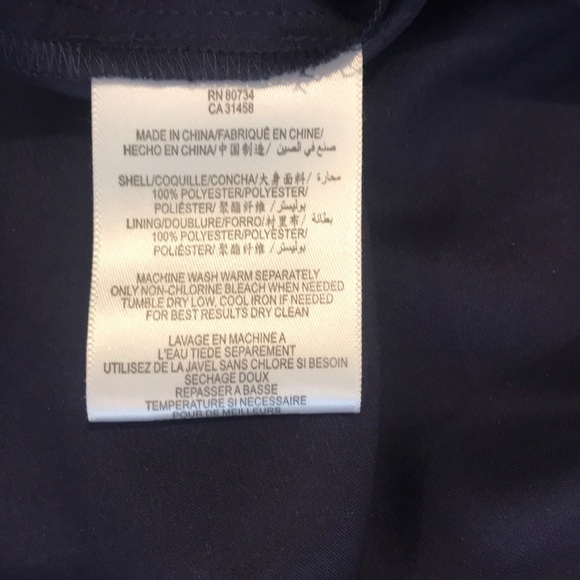 RN 80734
CA 31458
MADE IN CHINA/FABRIQUÉ EN CHINE/
HECHO EN CHINA/中国制造/ صنع في الصين
SHELL/COQUILLE/CONCHA/大身面料/ محارة
100% POLYESTER/POLYESTER/
POLIÉSTER/ 聚酯纤维 /بوليستر
LINING/DOUBLURE/FORRO/衬里布/ بطانة
100% POLYESTER/POLYESTER/
POLIÉSTER/ 聚酯纤维 /بوليستر
MACHINE WASH WARM SEPARATELY
ONLY NON-CHLORINE BLEACH WHEN NEEDED
TUMBLE DRY LOW, COOL IRON IF NEEDED
FOR BEST RESULTS DRY CLEAN
LAVAGE EN MACHINE A
L'EAU TIEDE SEPAREMENT
UTILISEZ DE LA JAVEL SANS CHLORE SI BESOIN
SECHAGE DOUX
REPASSER A BASSE
TEMPERATURE SI NECESSAIRE
POUR DE MEILLEURS